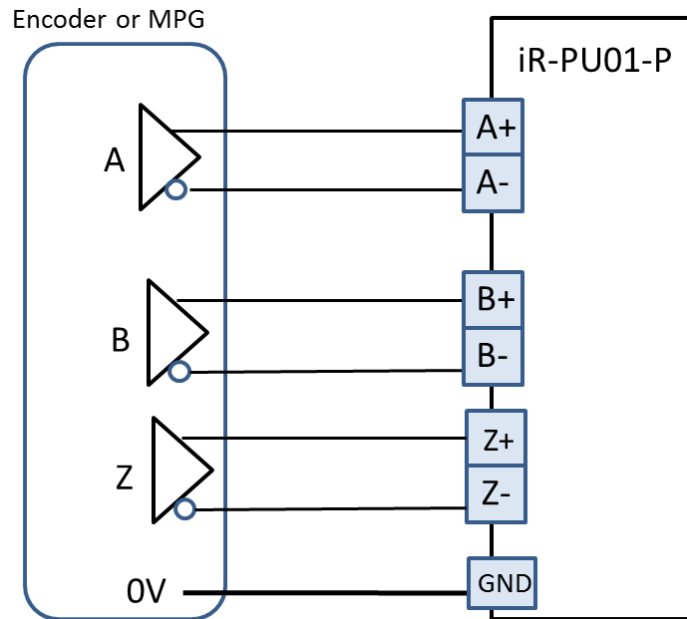 Encoder or MPG
iR-PU01-P
A
A+
A-
B
B+
B-
Z
Z+
Z-
0V
GND